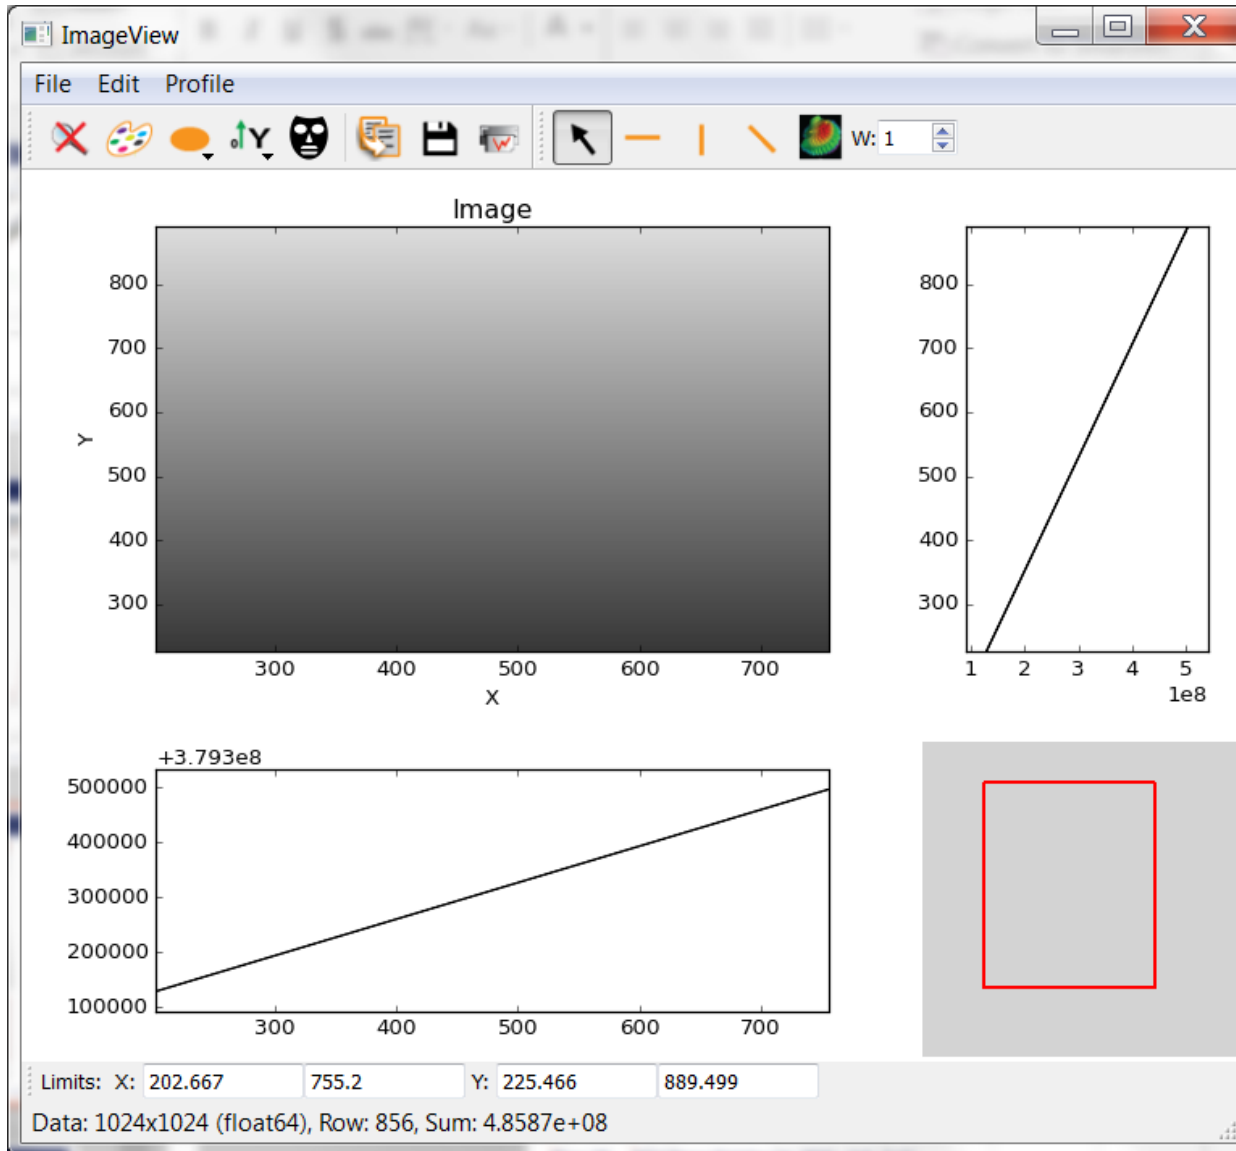 ImageView
File Edit Profile
0 Y W: 1
Image
800
700
600
500
400
300
Y
300 400 500 600 700
X
800
700
600
500
400
300
1 2 3 4 5
1e8
+3.793e8
500000
400000
300000
200000
100000
300 400 500 600 700
Limits: X: 202.667 755.2 Y: 225.466 889.499
Data: 1024x1024 (float64), Row: 856, Sum: 4.8587e+08